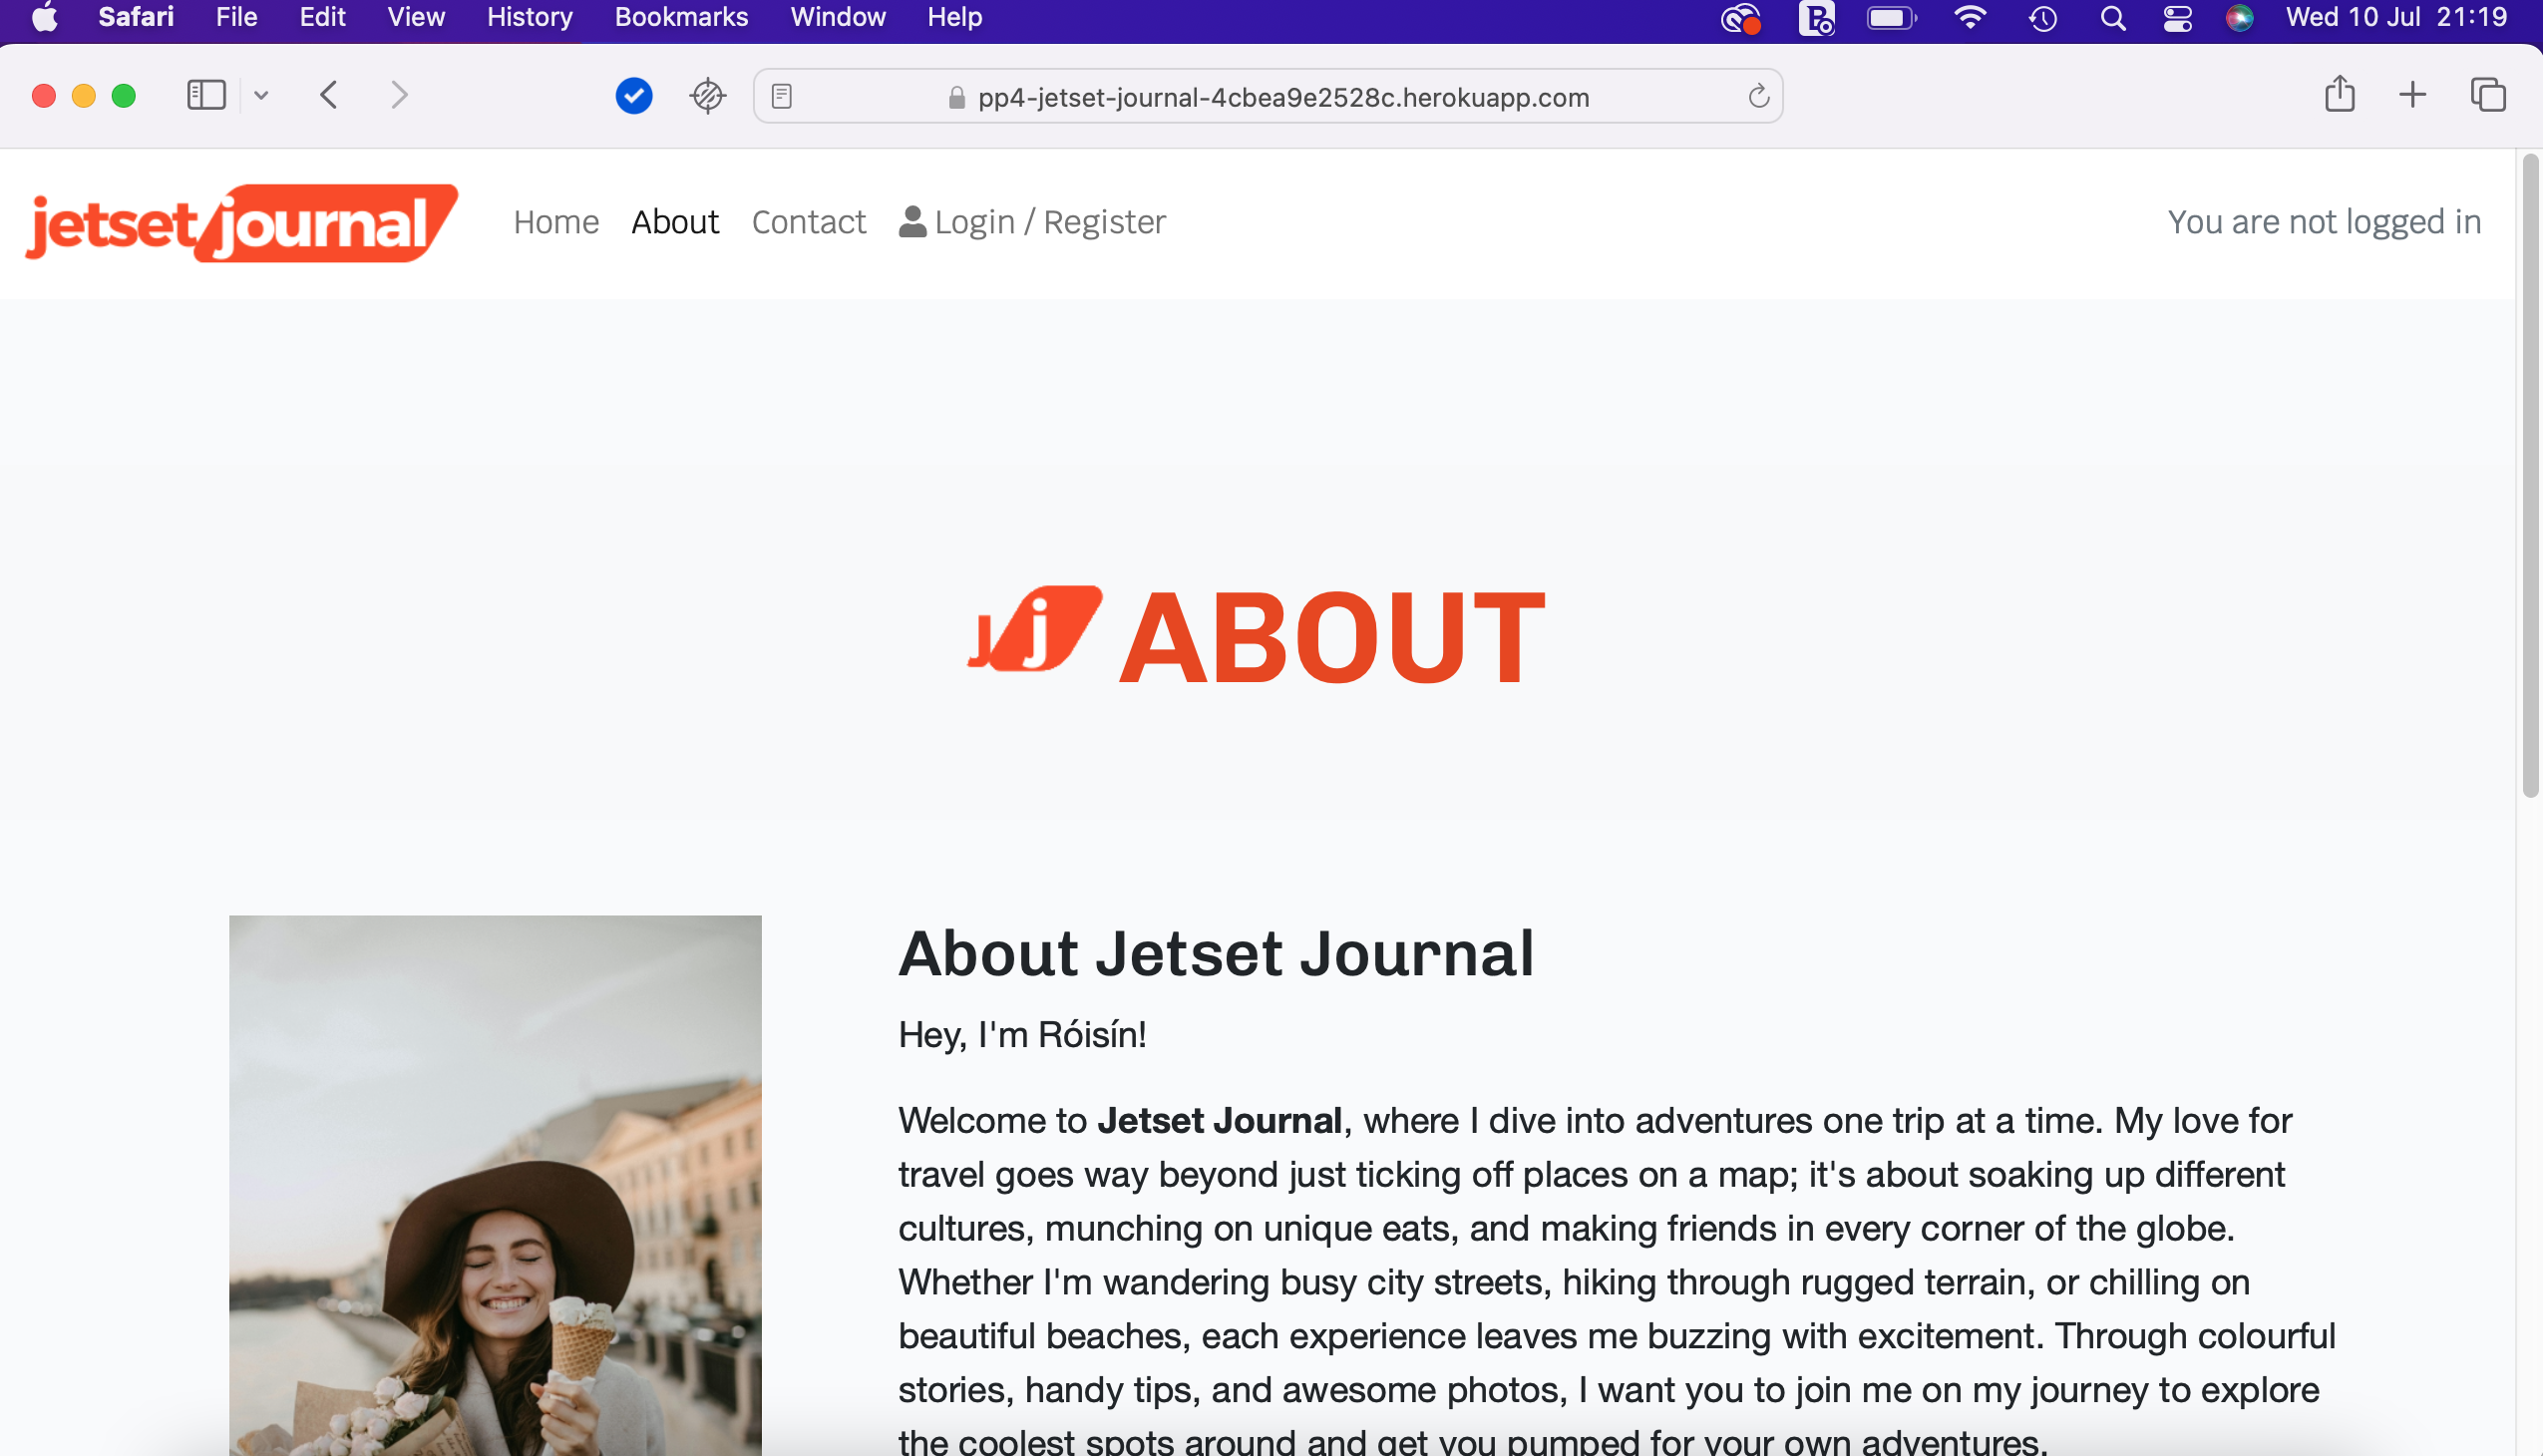 Safari File Edit View History Bookmarks Window Help Wed 10 Jul 21:19
pp4-jetset-journal-4cbea9e2528c.herokuapp.com
jetset journal Home About Contact Login / Register You are not logged in
Jj ABOUT
About Jetset Journal
Hey, I'm Róisín!
Welcome to Jetset Journal, where I dive into adventures one trip at a time. My love for
travel goes way beyond just ticking off places on a map; it's about soaking up different
cultures, munching on unique eats, and making friends in every corner of the globe.
Whether I'm wandering busy city streets, hiking through rugged terrain, or chilling on
beautiful beaches, each experience leaves me buzzing with excitement. Through colourful
stories, handy tips, and awesome photos, I want you to join me on my journey to explore
the coolest spots around and get you pumped for your own adventures.